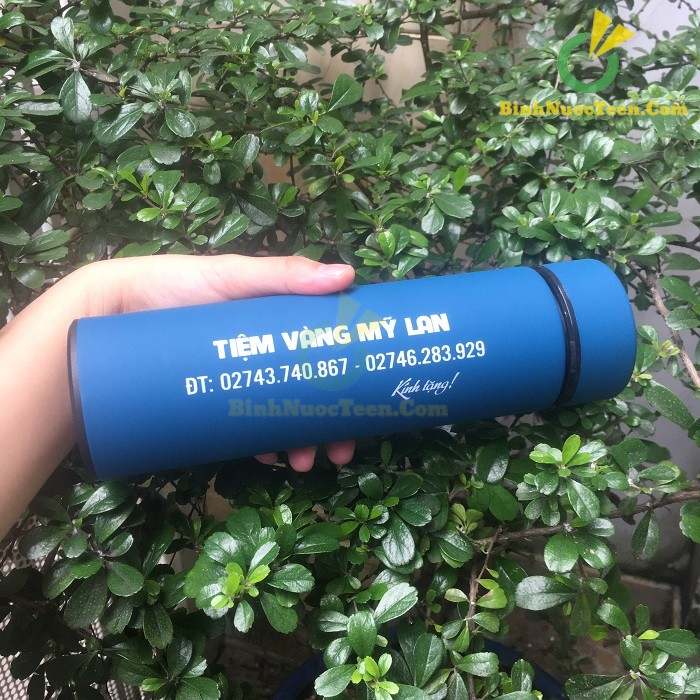 BinhNuocTeen.Com
TIỆM VÀNG MỸ LAN
ĐT: 02743.740.867 - 02746.283.929
Kính tặng!
BinhNuocTeen.Com